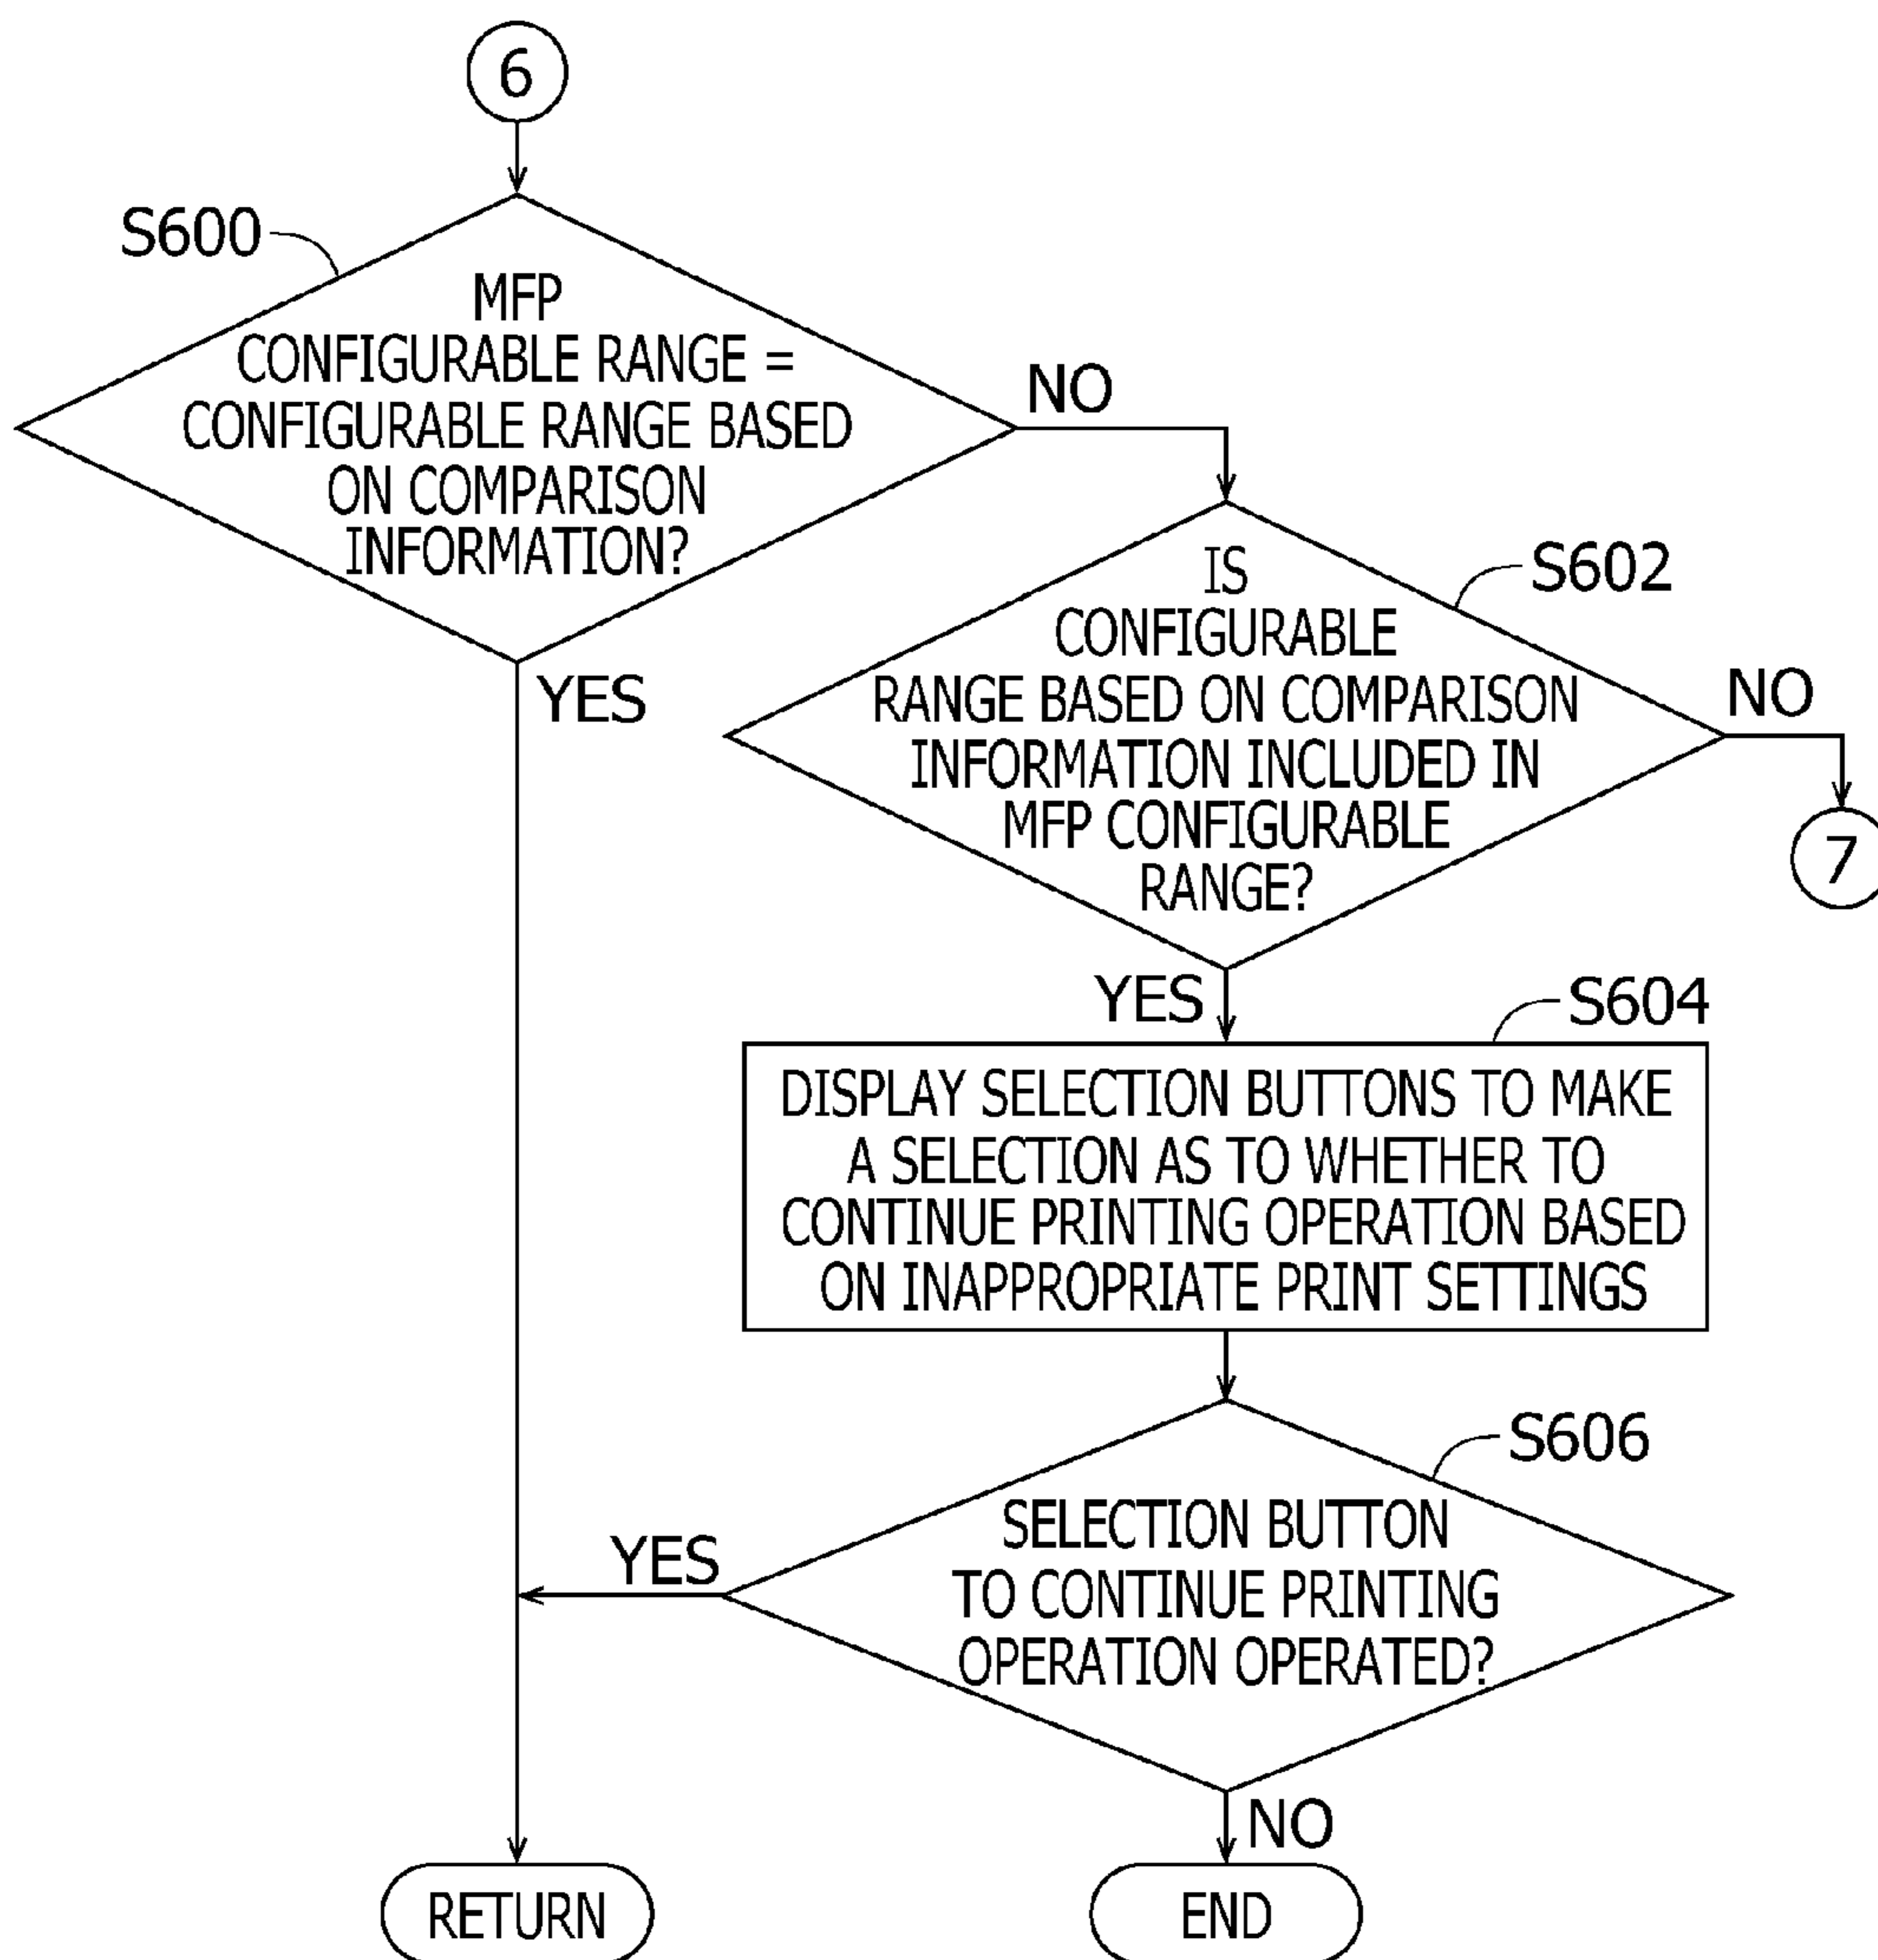 6
S600
MFP
CONFIGURABLE RANGE =
CONFIGURABLE RANGE BASED
ON COMPARISON
INFORMATION?
NO
YES
S602
IS
CONFIGURABLE
RANGE BASED ON COMPARISON
INFORMATION INCLUDED IN
MFP CONFIGURABLE
RANGE?
NO
7
YES
S604
DISPLAY SELECTION BUTTONS TO MAKE
A SELECTION AS TO WHETHER TO
CONTINUE PRINTING OPERATION BASED
ON INAPPROPRIATE PRINT SETTINGS
S606
SELECTION BUTTON
TO CONTINUE PRINTING
OPERATION OPERATED?
YES
NO
RETURN
END